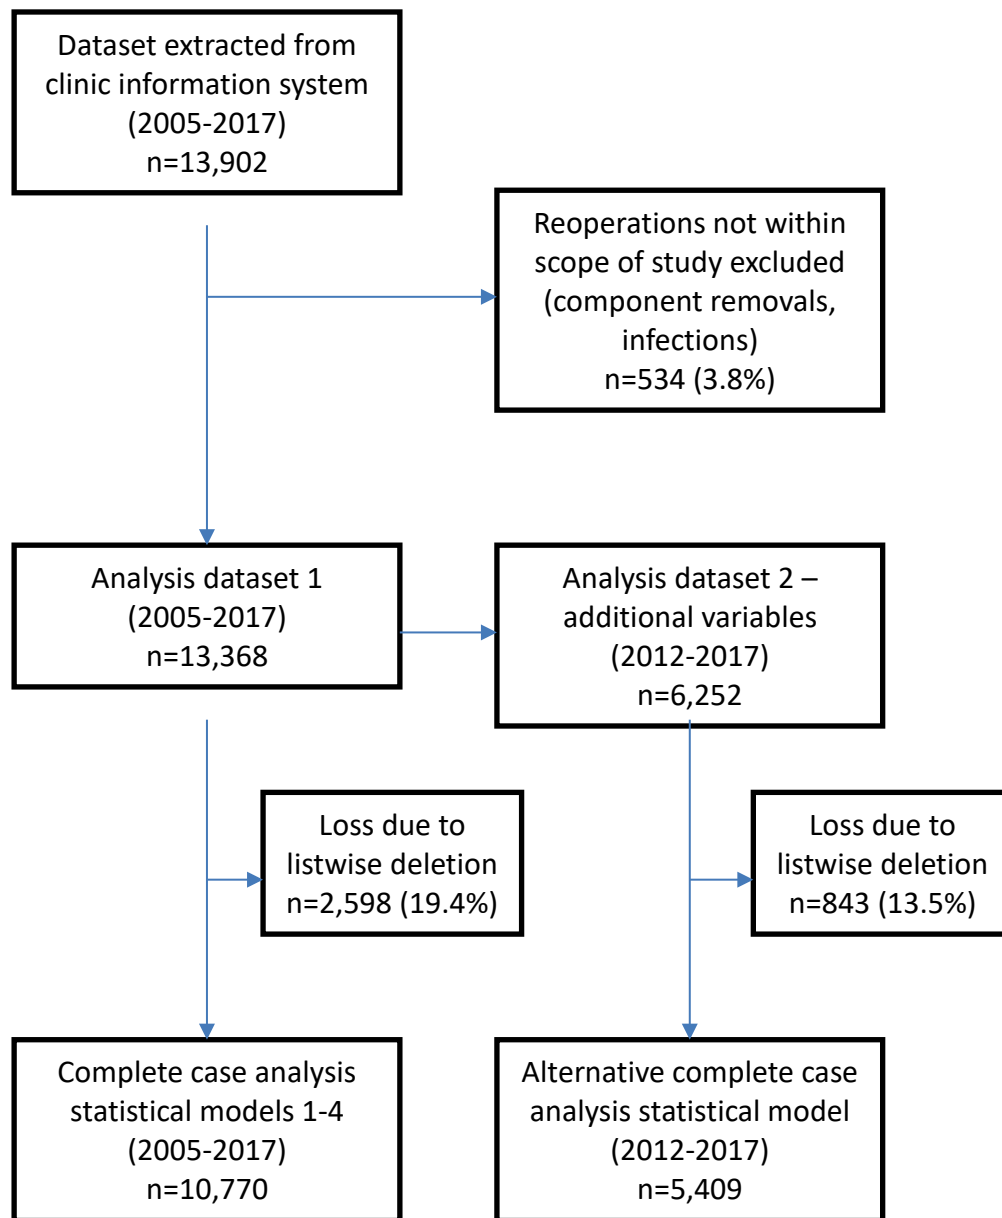 Dataset extracted from
clinic information system
(2005-2017)
n=13,902
Reoperations not within
scope of study excluded
(component removals,
infections)
n=534 (3.8%)
Analysis dataset 1
(2005-2017)
n=13,368
Analysis dataset 2 –
additional variables
(2012-2017)
n=6,252
Loss due to
listwise deletion
n=2,598 (19.4%)
Loss due to
listwise deletion
n=843 (13.5%)
Complete case analysis
statistical models 1-4
(2005-2017)
n=10,770
Alternative complete case
analysis statistical model
(2012-2017)
n=5,409